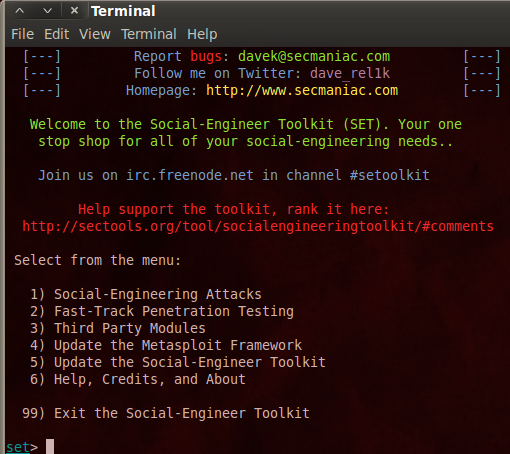 Terminal
File Edit View Terminal Help
[---] Report bugs: davek@secmaniac.com [---]
[---] Follow me on Twitter: dave_rel1k [---]
[---] Homepage: http://www.secmaniac.com [---]
Welcome to the Social-Engineer Toolkit (SET). Your one
stop shop for all of your social-engineering needs..
Join us on irc.freenode.net in channel #setoolkit
Help support the toolkit, rank it here:
http://sectools.org/tool/socialengineeringtoolkit/#comments
Select from the menu:
1) Social-Engineering Attacks
2) Fast-Track Penetration Testing
3) Third Party Modules
4) Update the Metasploit Framework
5) Update the Social-Engineer Toolkit
6) Help, Credits, and About
99) Exit the Social-Engineer Toolkit
set>